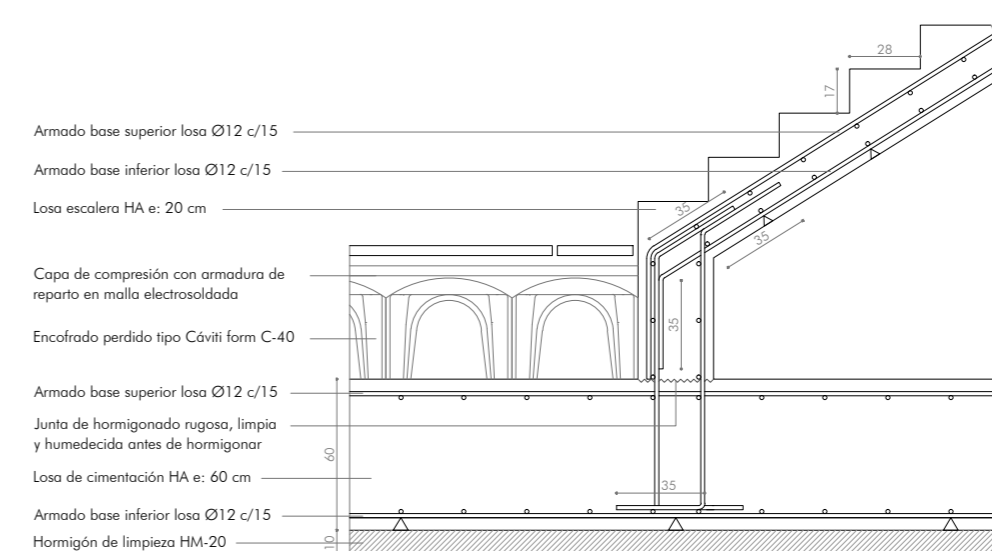 28
17
Armado base superior losa Ø12 c/15
Armado base inferior losa Ø12 c/15
Losa escalera HA e: 20 cm
35
35
Capa de compresión con armadura de
reparto en malla electrosoldada
35
Encofrado perdido tipo Cáviti form C-40
Armado base superior losa Ø12 c/15
Junta de hormigonado rugosa, limpia
y humedecida antes de hormigonar
60
Losa de cimentación HA e: 60 cm
35
Armado base inferior losa Ø12 c/15
Hormigón de limpieza HM-20
10